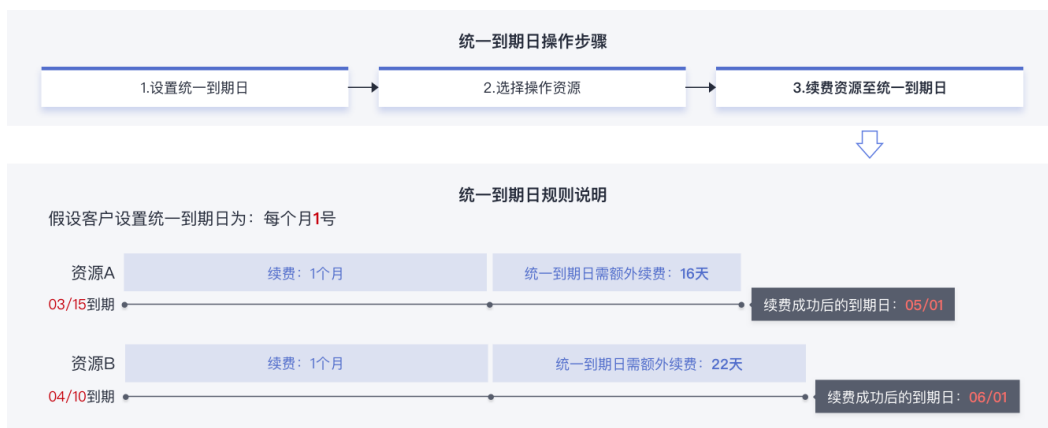 统一到期日操作步骤
1.设置统一到期日
2.选择操作资源
3.续费资源至统一到期日
统一到期日规则说明
假设客户设置统一到期日为：每个月1号
资源A
续费：1个月
统一到期日需额外续费：16天
03/15到期
续费成功后的到期日：05/01
资源B
续费：1个月
统一到期日需额外续费：22天
04/10到期
续费成功后的到期日：06/01